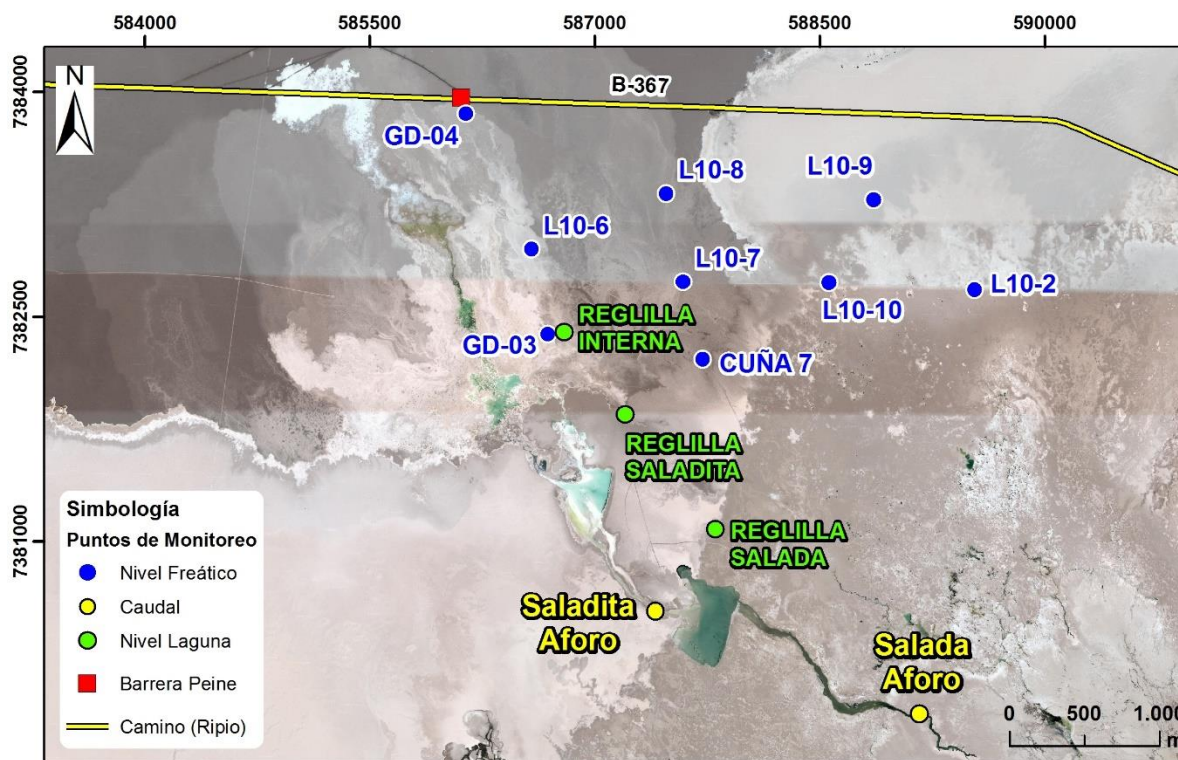 584000 585500 587000 588500 590000
7384000
7382500
7381000
N
B-367
GD-04
L10-8
L10-9
L10-6
L10-7
L10-10
L10-2
GD-03
REGLILLA
INTERNA
CUÑA 7
REGLILLA
SALADITA
REGLILLA
SALADA
Saladita
Aforo
Salada
Aforo
Simbología
Puntos de Monitoreo
Nivel Freático
Caudal
Nivel Laguna
Barrera Peine
Camino (Ripio)
0 500 1.000
m